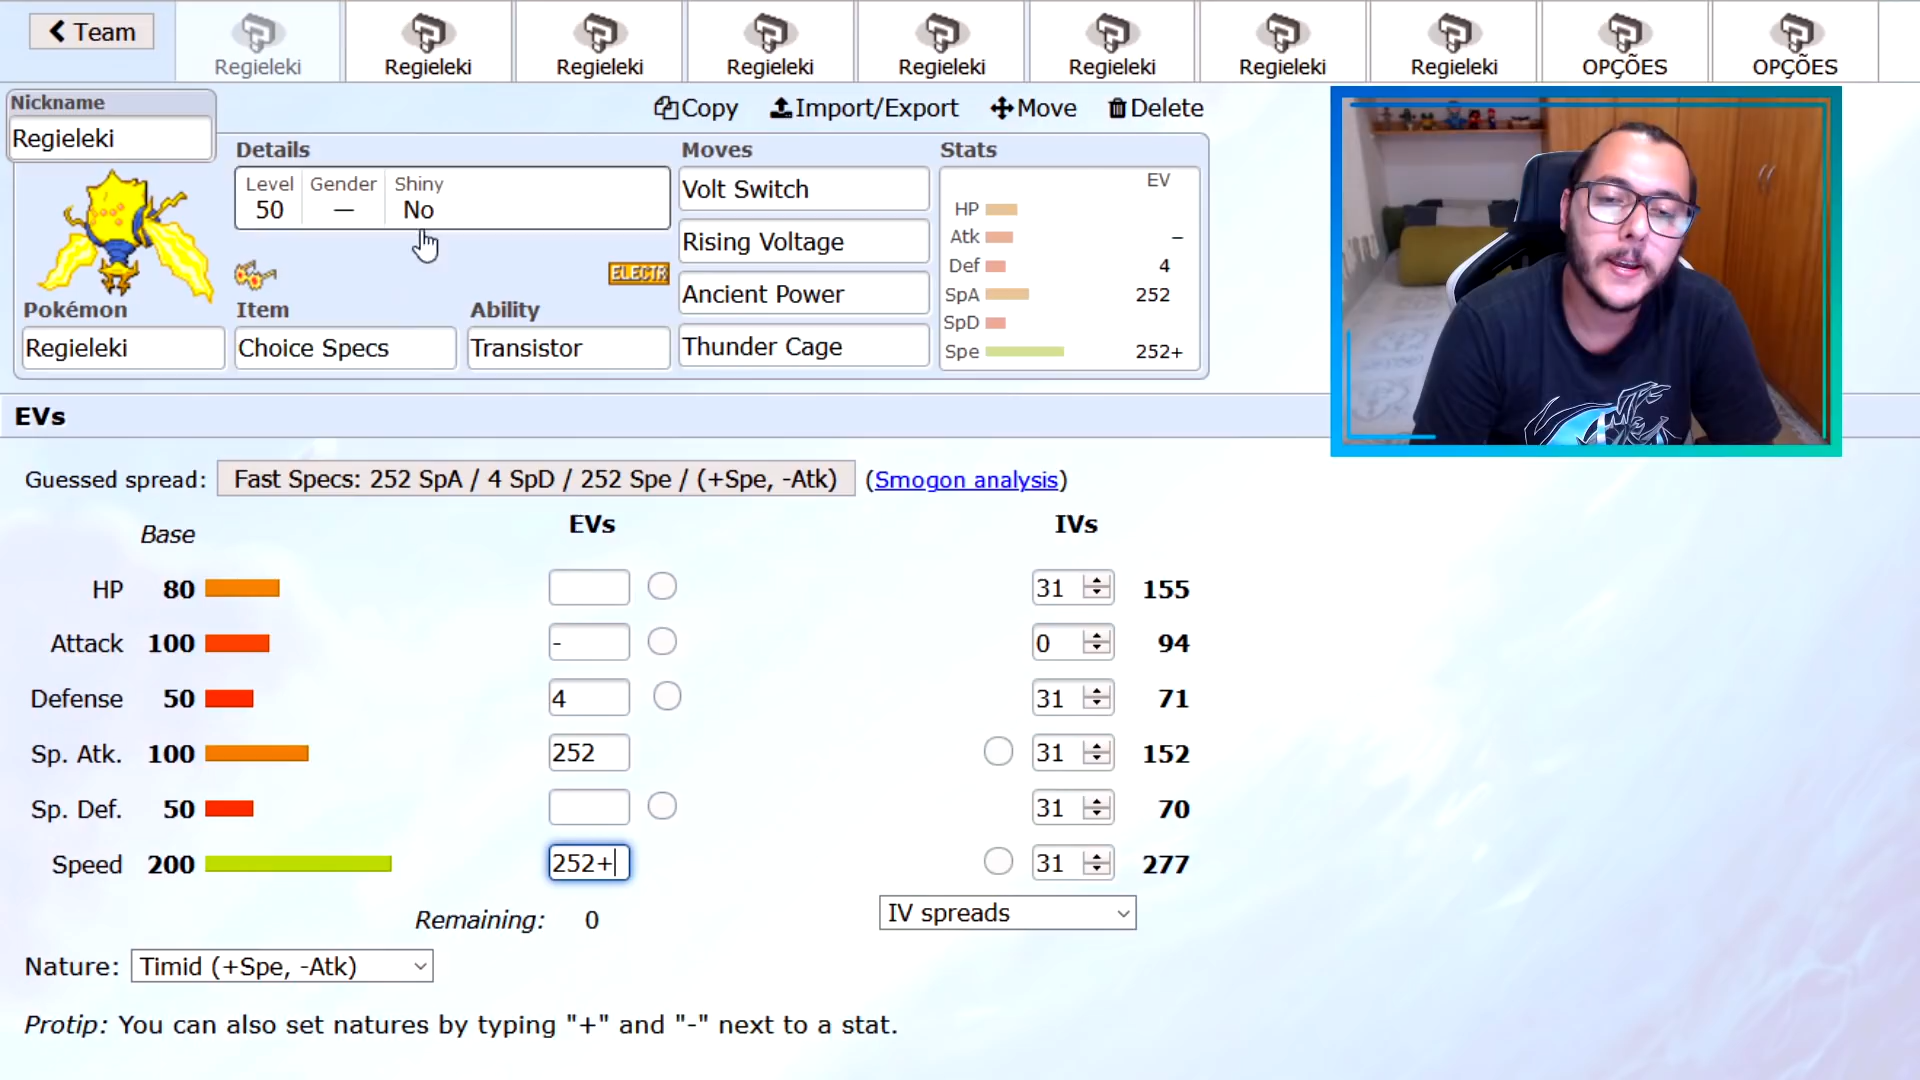 Team
Regieleki
Regieleki
Regieleki
Regieleki
Regieleki
Regieleki
Regieleki
Regieleki
OPÇÕES
OPÇÕES
Nickname
Regieleki
Copy
Import/Export
Move
Delete
Details
Level
50
Gender
—
Shiny
No
ELECTR
Pokémon
Regieleki
Item
Choice Specs
Ability
Transistor
Moves
Volt Switch
Rising Voltage
Ancient Power
Thunder Cage
Stats
EV
HP
Atk –
Def 4
SpA 252
SpD
Spe 252+
EVs
Guessed spread: Fast Specs: 252 SpA / 4 SpD / 252 Spe / (+Spe, -Atk) (Smogon analysis)
Base EVs IVs
HP 80 31 155
Attack 100 - 0 94
Defense 50 4 31 71
Sp. Atk. 100 252 31 152
Sp. Def. 50 31 70
Speed 200 252+ 31 277
Remaining: 0
IV spreads
Nature: Timid (+Spe, -Atk)
Protip: You can also set natures by typing "+" and "-" next to a stat.